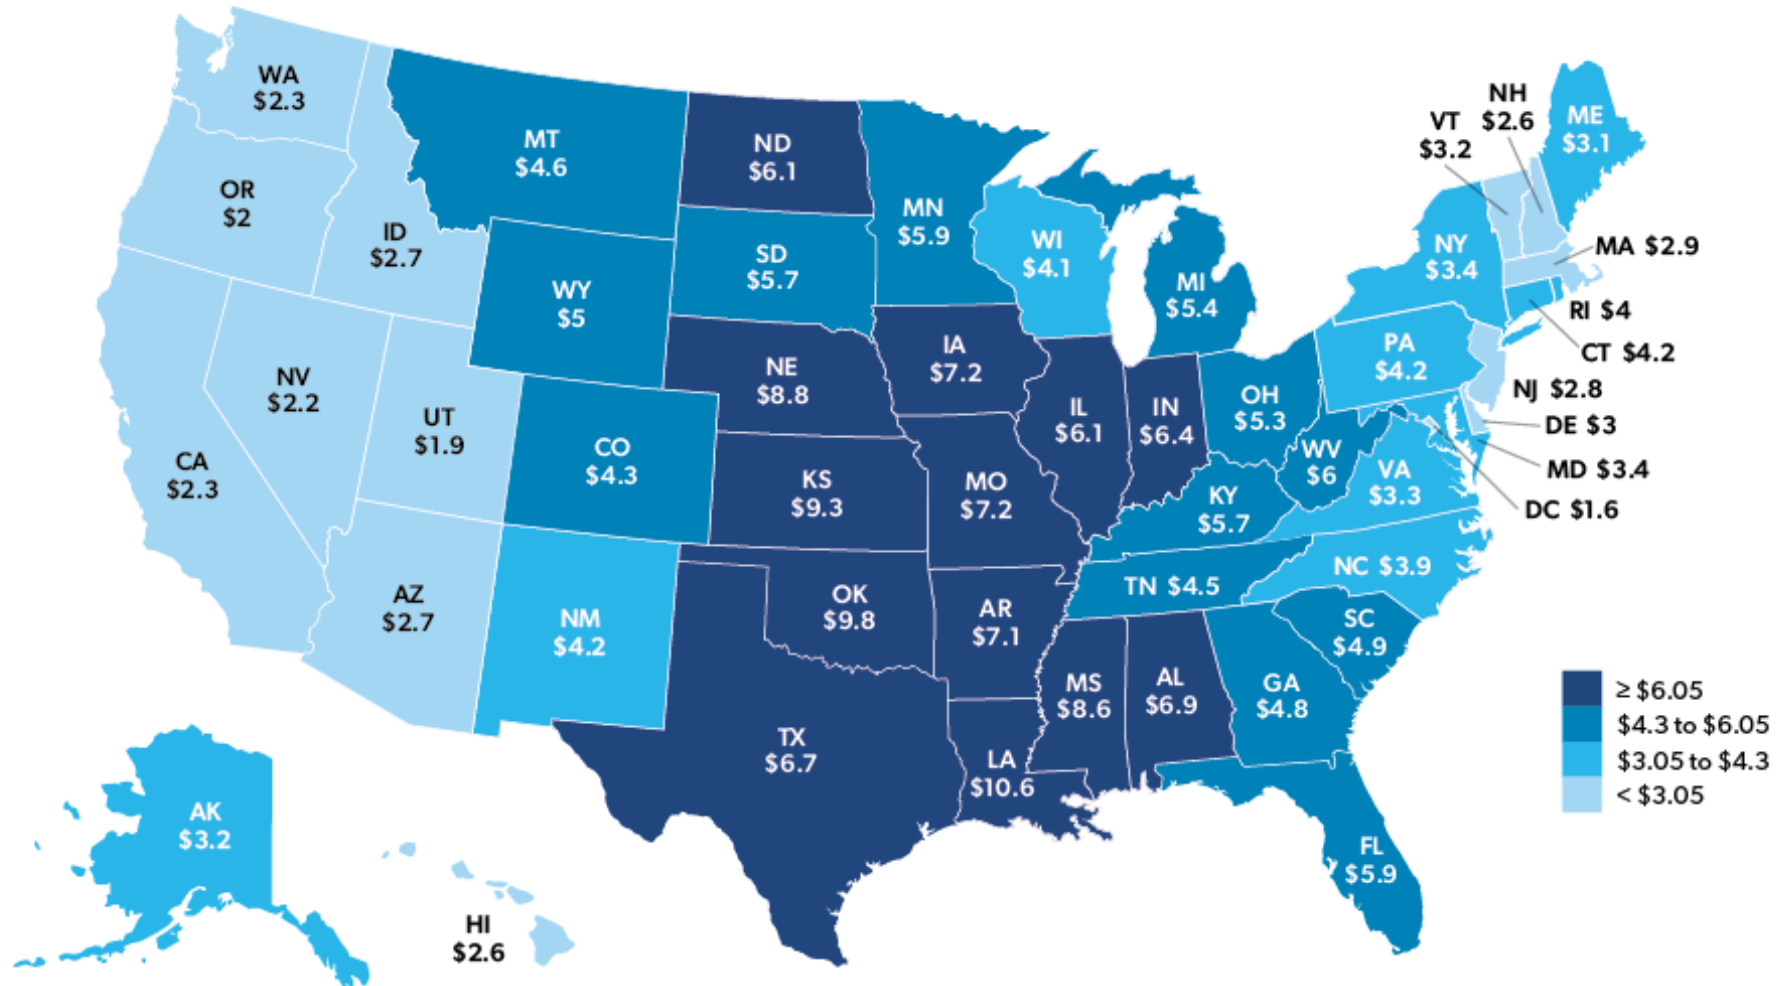 WA
$2.3
OR
$2
ID
$2.7
MT
$4.6
ND
$6.1
MN
$5.9
SD
$5.7
WY
$5
WI
$4.1
MI
$5.4
NY
$3.4
VT
$3.2
NH
$2.6
ME
$3.1
MA $2.9
RI $4
CT $4.2
NJ $2.8
DE $3
MD $3.4
DC $1.6
PA
$4.2
CA
$2.3
NV
$2.2
UT
$1.9
CO
$4.3
NE
$8.8
IA
$7.2
IL
$6.1
IN
$6.4
OH
$5.3
WV
$6
VA
$3.3
KS
$9.3
MO
$7.2
KY
$5.7
NC $3.9
TN $4.5
SC
$4.9
AZ
$2.7
NM
$4.2
OK
$9.8
AR
$7.1
MS
$8.6
AL
$6.9
GA
$4.8
TX
$6.7
LA
$10.6
FL
$5.9
AK
$3.2
HI
$2.6
≥ $6.05
$4.3 to $6.05
$3.05 to $4.3
< $3.05